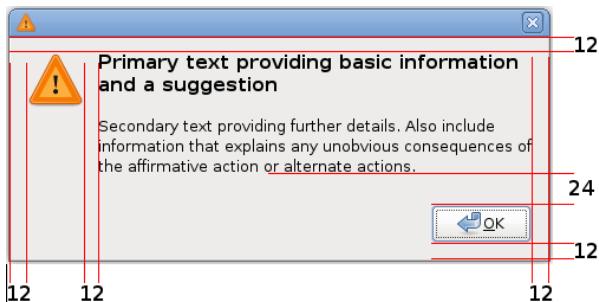 12
Primary text providing basic information
and a suggestion
Secondary text providing further details. Also include
information that explains any unobvious consequences of
the affirmative action or alternate actions.
24
OK
12
12
12
12